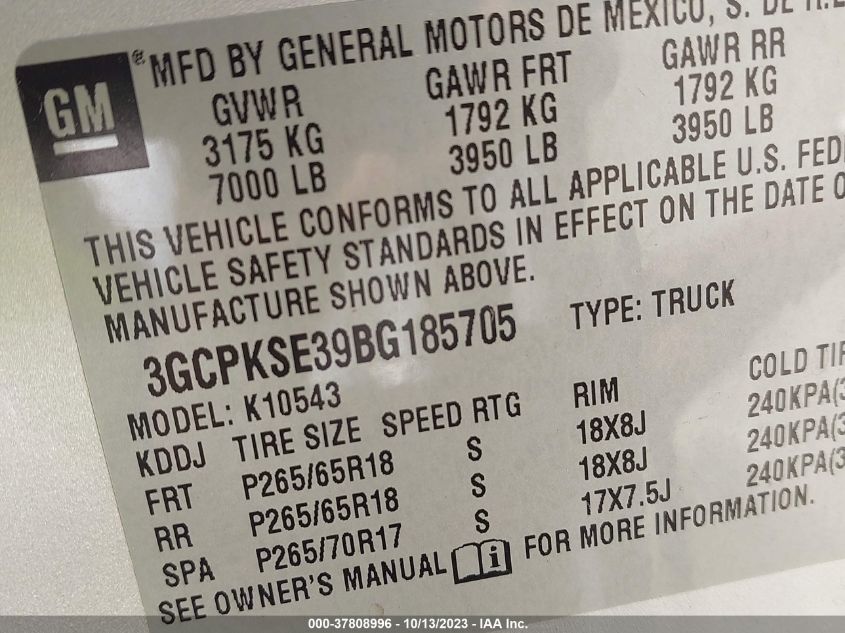 GM
® MFD BY GENERAL MOTORS DE MEXICO, S. DE R.L
GVWR GAWR FRT GAWR RR
3175 KG 1792 KG 1792 KG
7000 LB 3950 LB 3950 LB
THIS VEHICLE CONFORMS TO ALL APPLICABLE U.S. FED
VEHICLE SAFETY STANDARDS IN EFFECT ON THE DATE O
MANUFACTURE SHOWN ABOVE.
3GCPKSE39BG185705 TYPE: TRUCK
MODEL: K10543
KDDJ TIRE SIZE SPEED RTG RIM COLD TIR
FRT P265/65R18 S 18X8J 240KPA(3
RR P265/65R18 S 18X8J 240KPA(3
SPA P265/70R17 S 17X7.5J 240KPA(3
SEE OWNER'S MANUAL i FOR MORE INFORMATION.
000-37808996 - 10/13/2023 - IAA Inc.